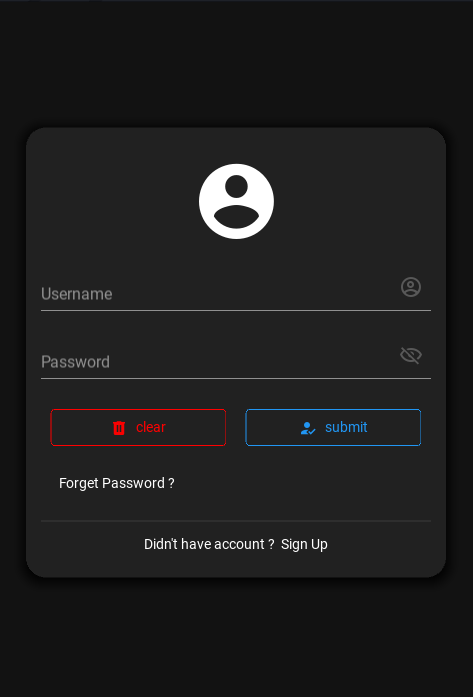 Username
Password
clear submit
Forget Password ?
Didn't have account ? Sign Up